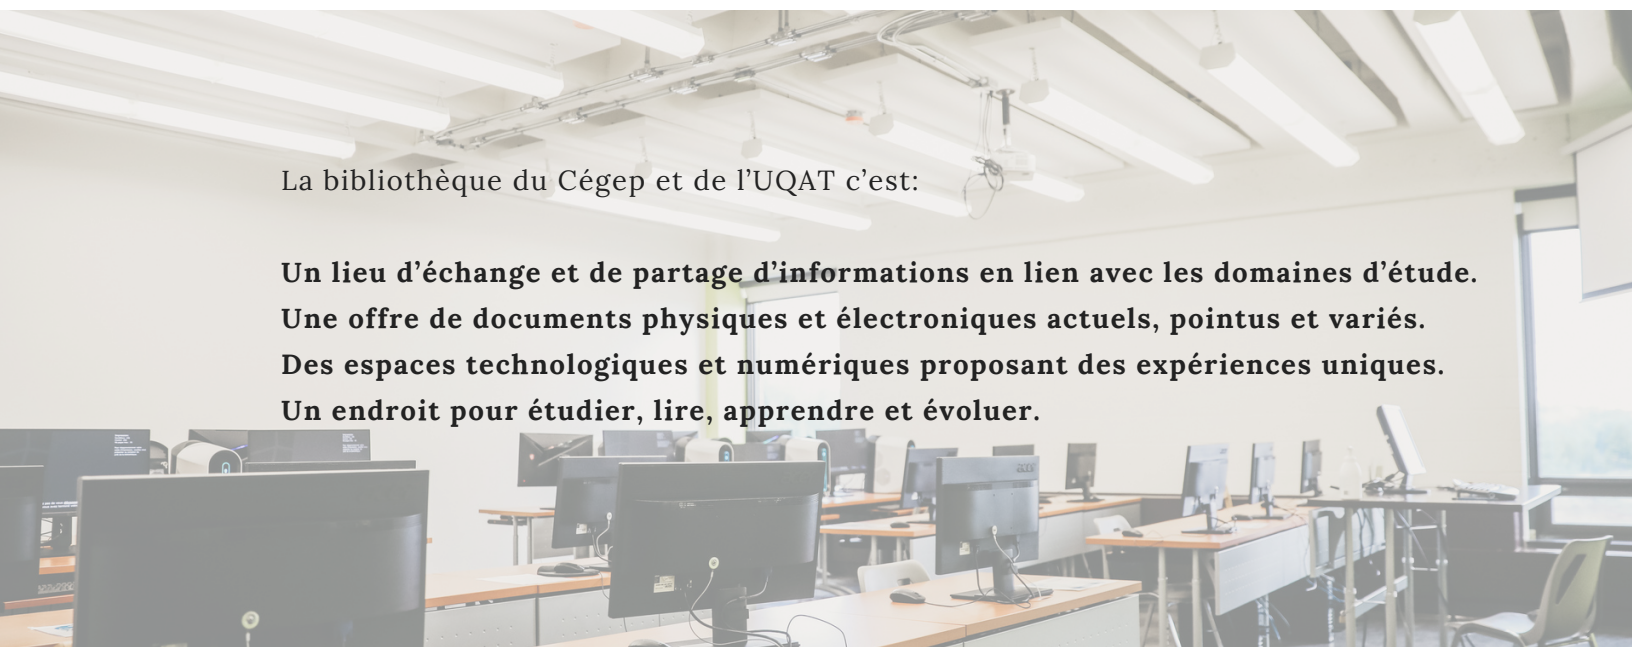 La bibliothèque du Cégep et de l’UQAT c’est:
Un lieu d’échange et de partage d’informations en lien avec les domaines d’étude.
Une offre de documents physiques et électroniques actuels, pointus et variés.
Des espaces technologiques et numériques proposant des expériences uniques.
Un endroit pour étudier, lire, apprendre et évoluer.
acer